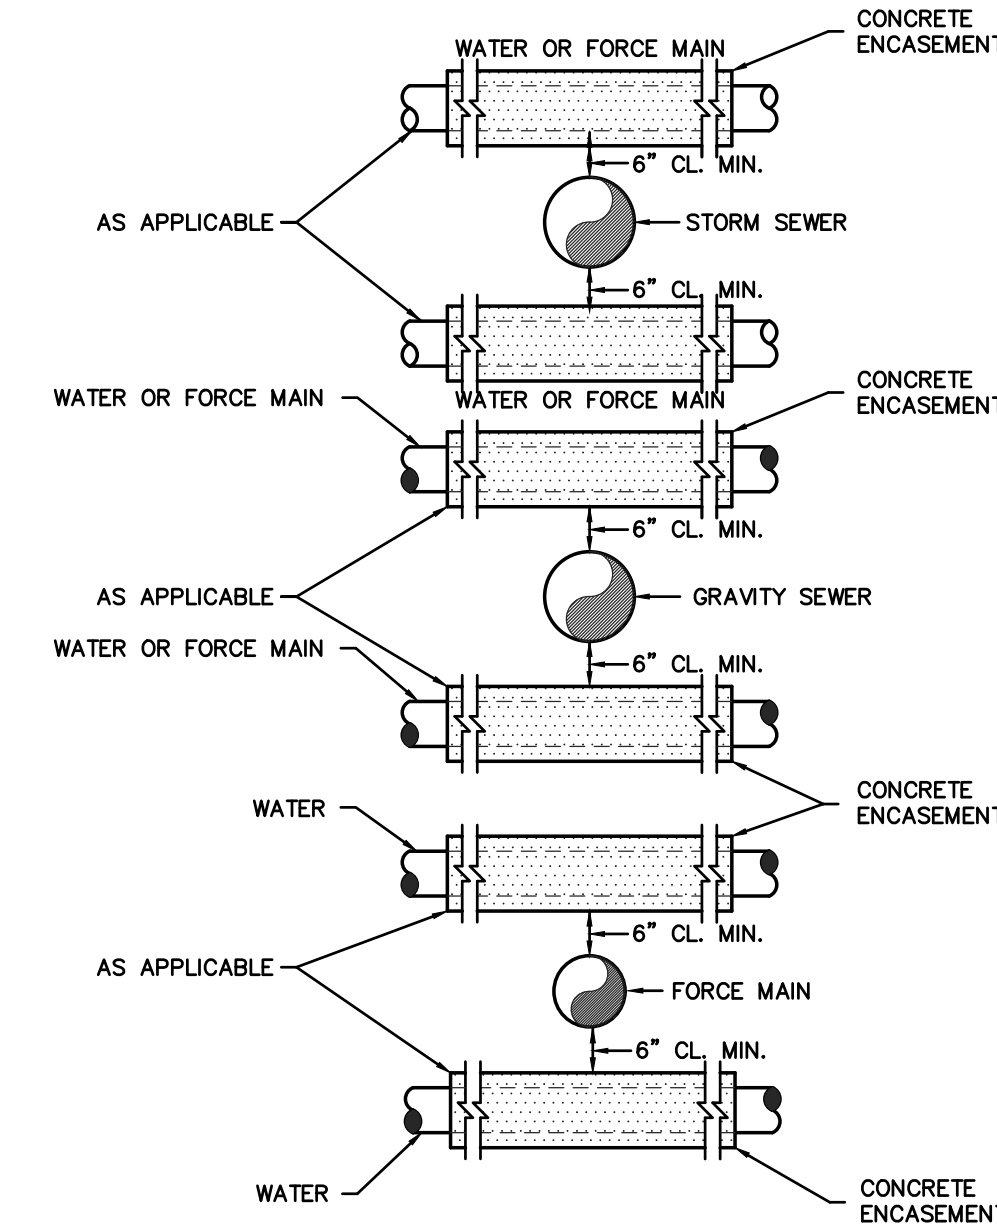 CONCRETE
ENCASEMENT
WATER OR FORCE MAIN
6" CL. MIN.
AS APPLICABLE
STORM SEWER
6" CL. MIN.
CONCRETE
ENCASEMENT
WATER OR FORCE MAIN
WATER OR FORCE MAIN
6" CL. MIN.
AS APPLICABLE
GRAVITY SEWER
WATER OR FORCE MAIN
6" CL. MIN.
CONCRETE
ENCASEMENT
WATER
6" CL. MIN.
AS APPLICABLE
FORCE MAIN
6" CL. MIN.
WATER
CONCRETE
ENCASEMENT